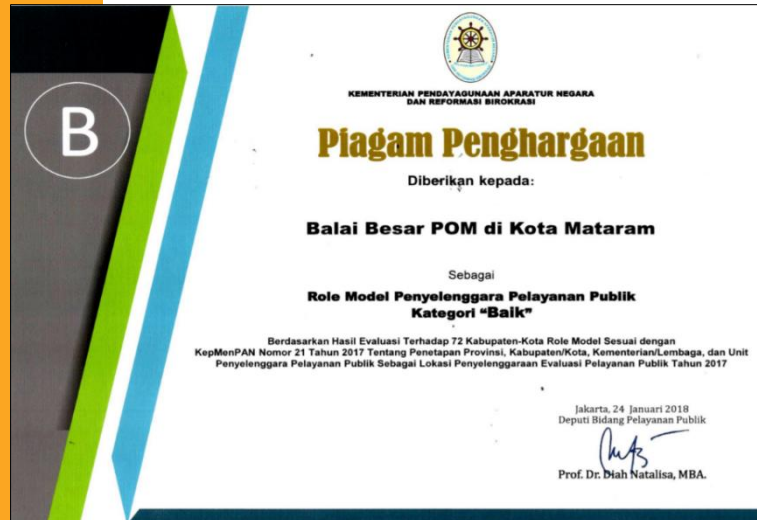 B
KEMENTERIAN PENDAYAGUNAAN APARATUR NEGARA
DAN REFORMASI BIROKRASI
Piagam Penghargaan
Diberikan kepada:
Balai Besar POM di Kota Mataram
Sebagai
Role Model Penyelenggara Pelayanan Publik
Kategori “Baik”
Berdasarkan Hasil Evaluasi Terhadap 72 Kabupaten-Kota Role Model Sesuai dengan
KepMenPAN Nomor 21 Tahun 2017 Tentang Penetapan Provinsi, Kabupaten/Kota, Kementerian/Lembaga, dan Unit
Penyelenggara Pelayanan Publik Sebagai Lokasi Penyelenggaraan Evaluasi Pelayanan Publik Tahun 2017
Jakarta, 24 Januari 2018
Deputi Bidang Pelayanan Publik
Prof. Dr. Diah Natalisa, MBA.